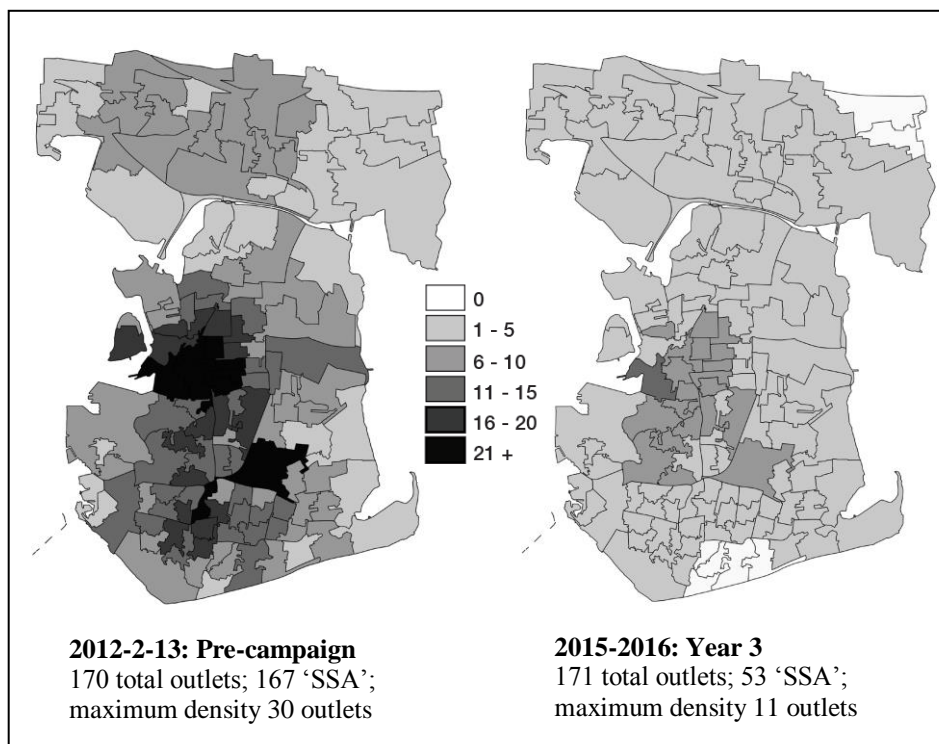 0
1 - 5
6 - 10
11 - 15
16 - 20
21 +
2012-2-13: Pre-campaign
170 total outlets; 167 ‘SSA’;
maximum density 30 outlets
2015-2016: Year 3
171 total outlets; 53 ‘SSA’;
maximum density 11 outlets